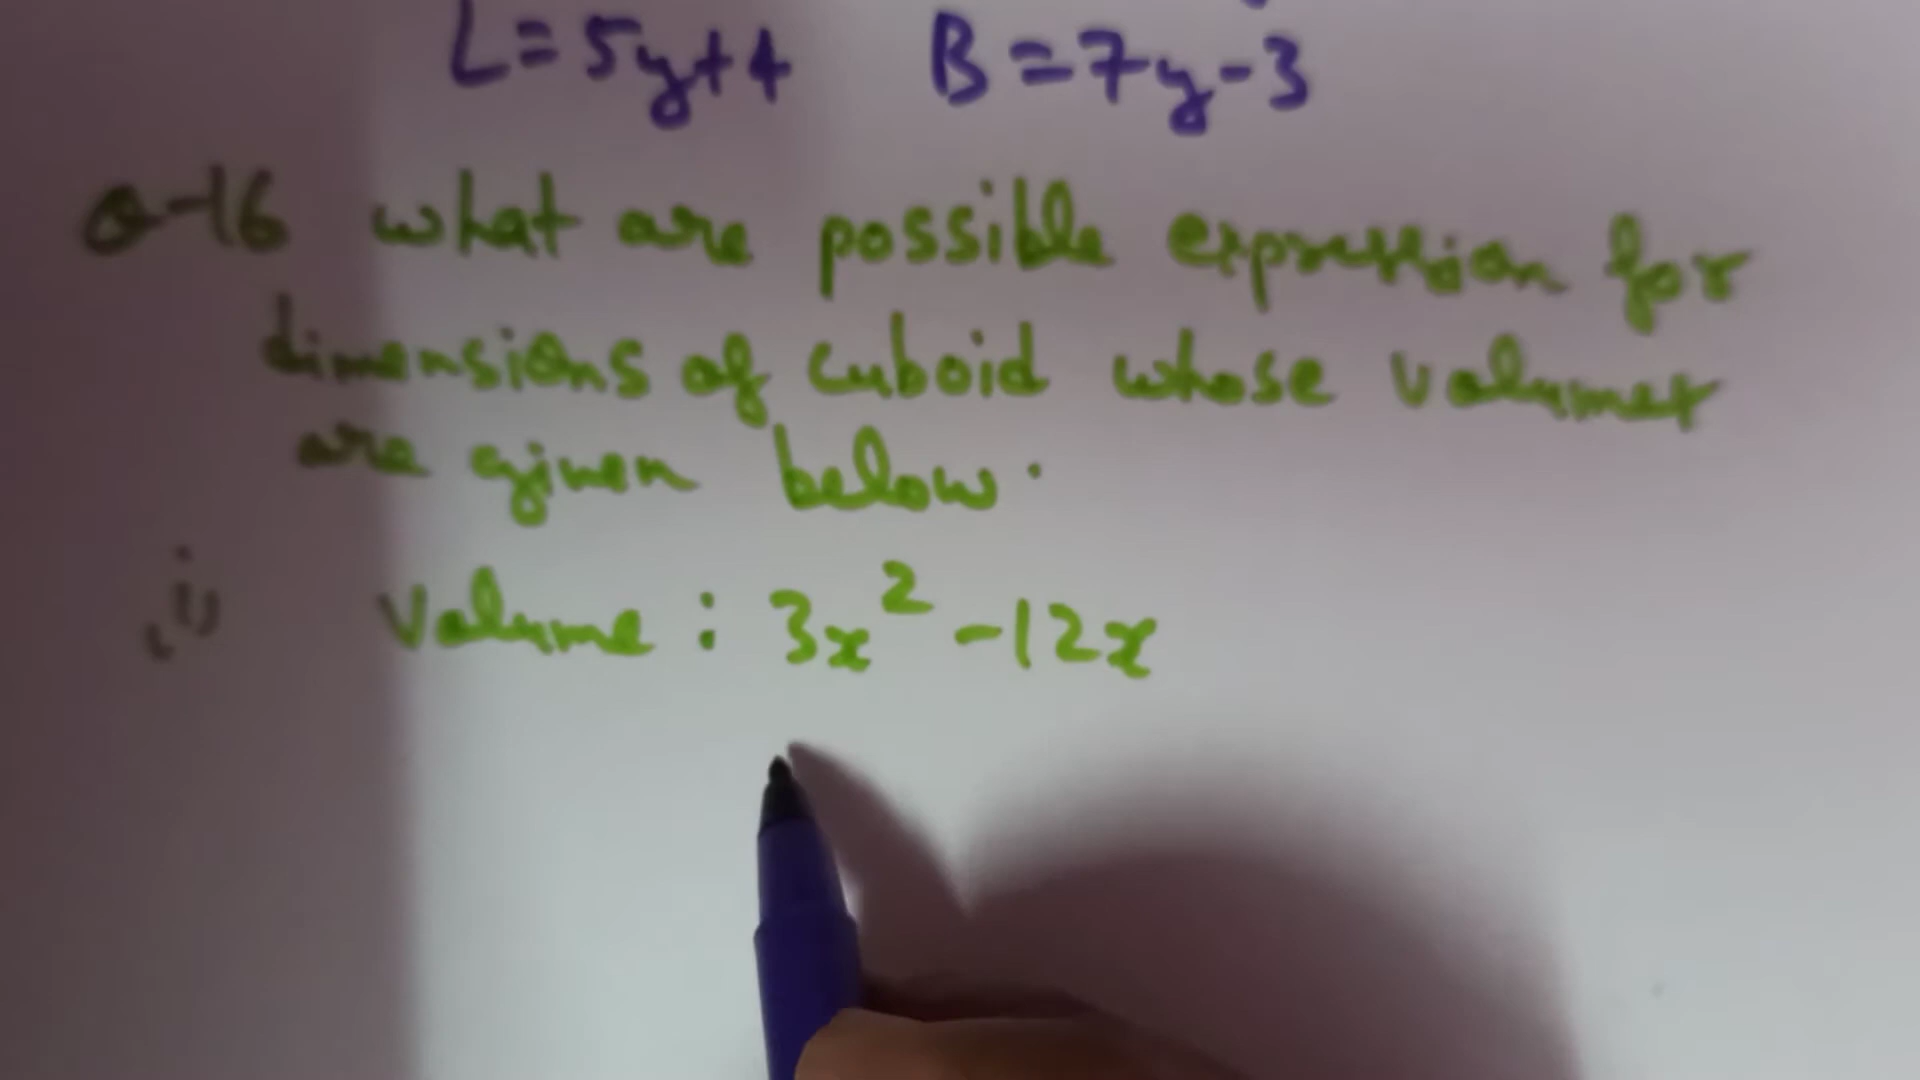 L=5y+4 B=7y-3
Q-16 what are possible expression for
dimensions of cuboid whose volumes
are given below.
(i) Volume : 3x² -12x